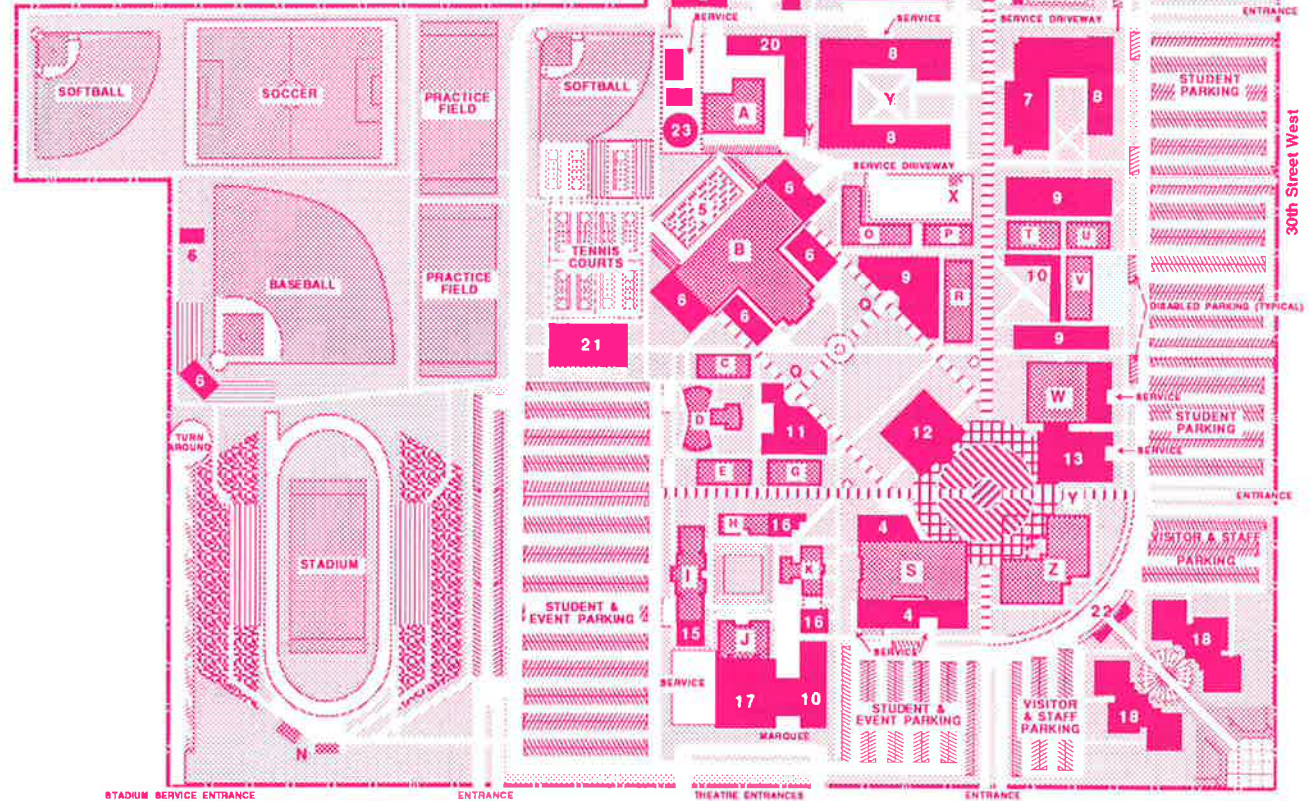 SERVICE
SERVICE
SERVICE DRIVEWAY
ENTRANCE
20
8
SOFTBALL
SOCCER
PRACTICE
FIELD
SOFTBALL
A
Y
7
8
STUDENT
PARKING
23
Y
8
30th Street West
SERVICE DRIVEWAY
6
X
9
5
O
P
T
U
6
TENNIS
COURTS
B
6
BASEBALL
PRACTICE
FIELD
9
R
10
V
6
Q
DISABLED PARKING (TYPICAL)
6
21
9
C
Q
6
D
W
SERVICE
STUDENT
PARKING
TURN
AROUND
11
12
SERVICE
13
E
G
ENTRANCE
Y
H
16
4
VISITOR & STAFF
PARKING
STADIUM
I
K
S
Z
STUDENT &
EVENT PARKING
22
16
4
15
J
18
SERVICE
SERVICE
17
10
STUDENT &
EVENT PARKING
VISITOR
& STAFF
PARKING
18
MARQUEE
N
STADIUM SERVICE ENTRANCE
ENTRANCE
THEATRE ENTRANCES
ENTRANCE